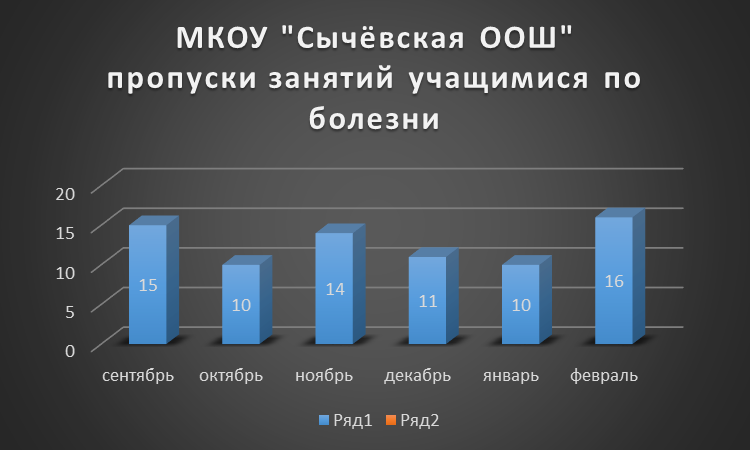 МКОУ "Сычёвская ООШ"
пропуски занятий учащимися по
болезни
20
15
10
5
0
15
10
14
11
10
16
сентябрь
октябрь
ноябрь
декабрь
январь
февраль
Ряд1
Ряд2